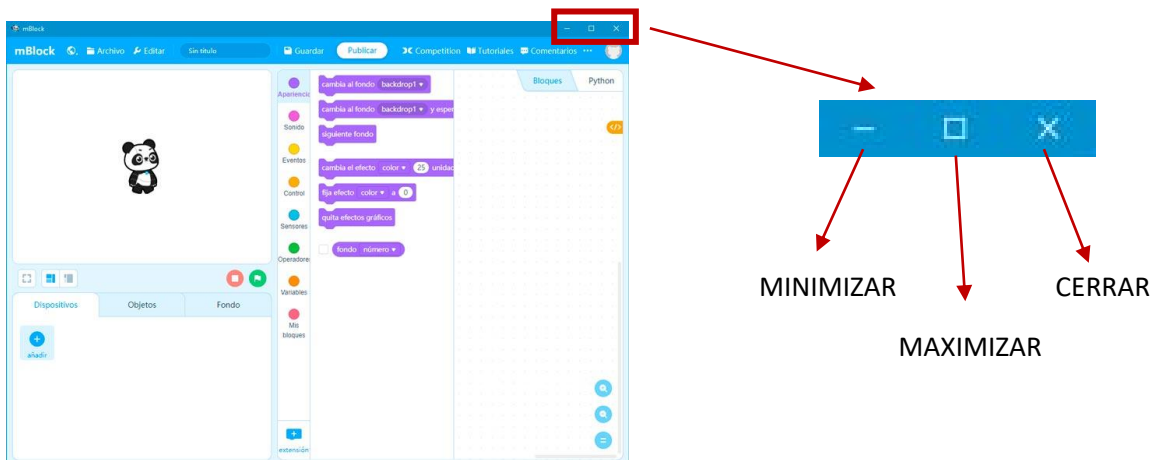 mBlock
mBlock Archivo Editar Sin título Guardar Publicar Competition Tutoriales Comentarios ...
Bloques Python
Apariencia
Sonido
Eventos
Control
Sensores
Operadore
Variables
Mis
bloques
extensión
cambia al fondo backdrop1
cambia al fondo backdrop1 y esper
siguiente fondo
cambia el efecto color 25 unidad
fija efecto color a 0
quita efectos gráficos
fondo número
</>
Dispositivos Objetos Fondo
añadir
MINIMIZAR
MAXIMIZAR
CERRAR